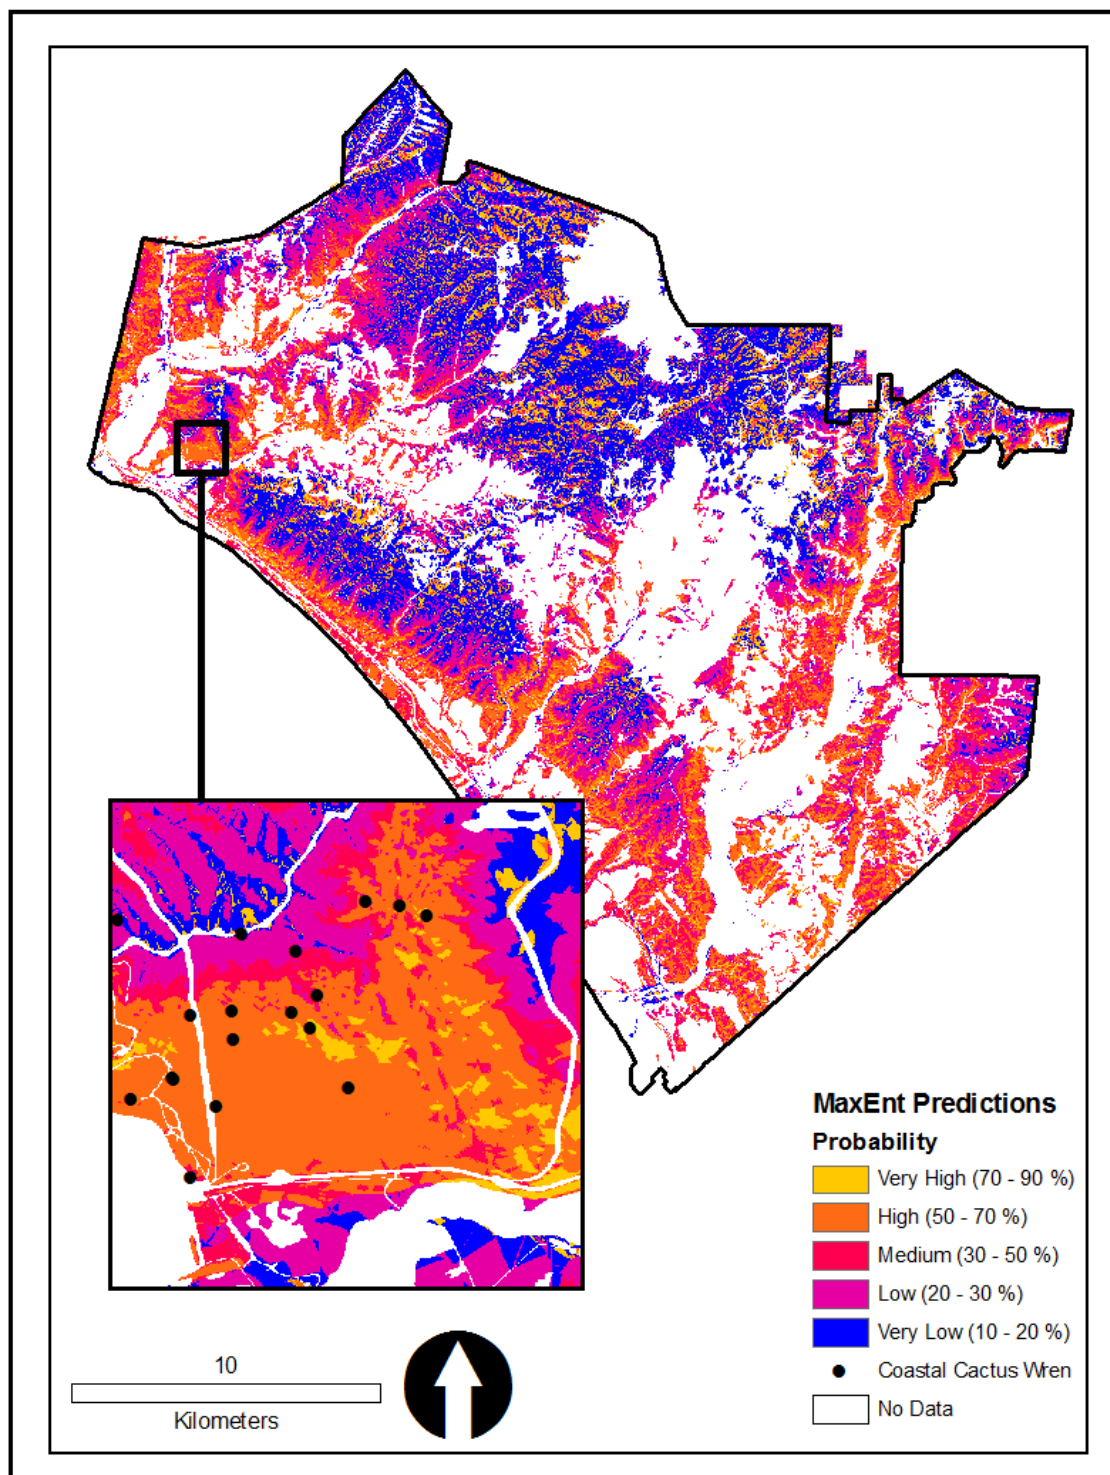 MaxEnt Predictions
Probability
Very High (70 - 90 %)
High (50 - 70 %)
Medium (30 - 50 %)
Low (20 - 30 %)
Very Low (10 - 20 %)
Coastal Cactus Wren
No Data
10
Kilometers